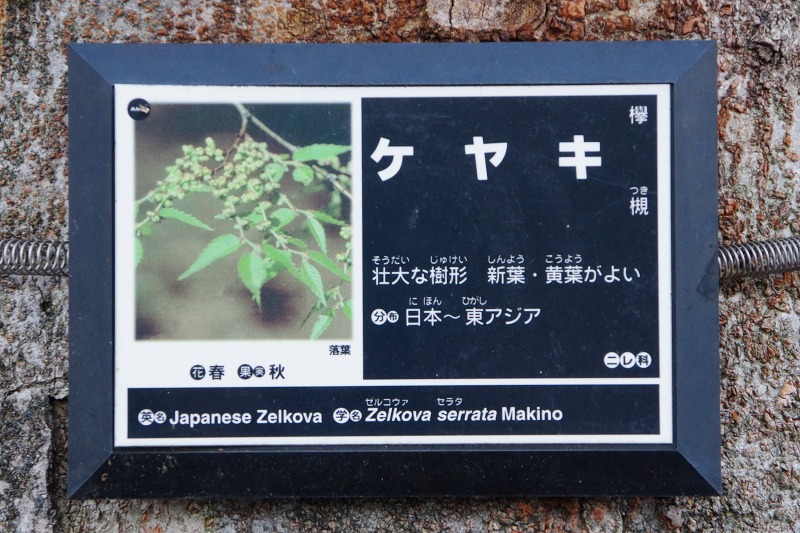 欅
ケヤキ
つき
槻
そうだい じゅけい しんよう こうよう
壮大な樹形 新葉・黄葉がよい
に ほん ひがし
分布 日本～東アジア
ニレ科
落葉
花 春 果実 秋
ゼルコウァ セラタ
英名 Japanese Zelkova 学名 Zelkova serrata Makino